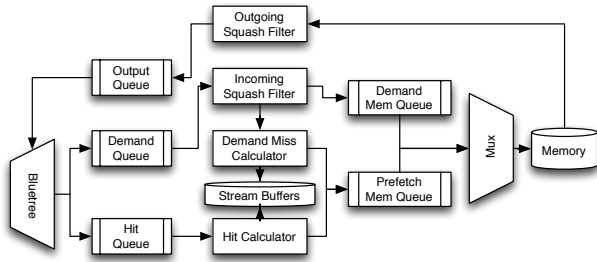 Outgoing
Squash Filter
Output
Queue
Incoming
Squash Filter
Demand
Mem Queue
Demand
Queue
Demand Miss
Calculator
Mux
Memory
Bluetree
Stream Buffers
Prefetch
Mem Queue
Hit
Queue
Hit Calculator